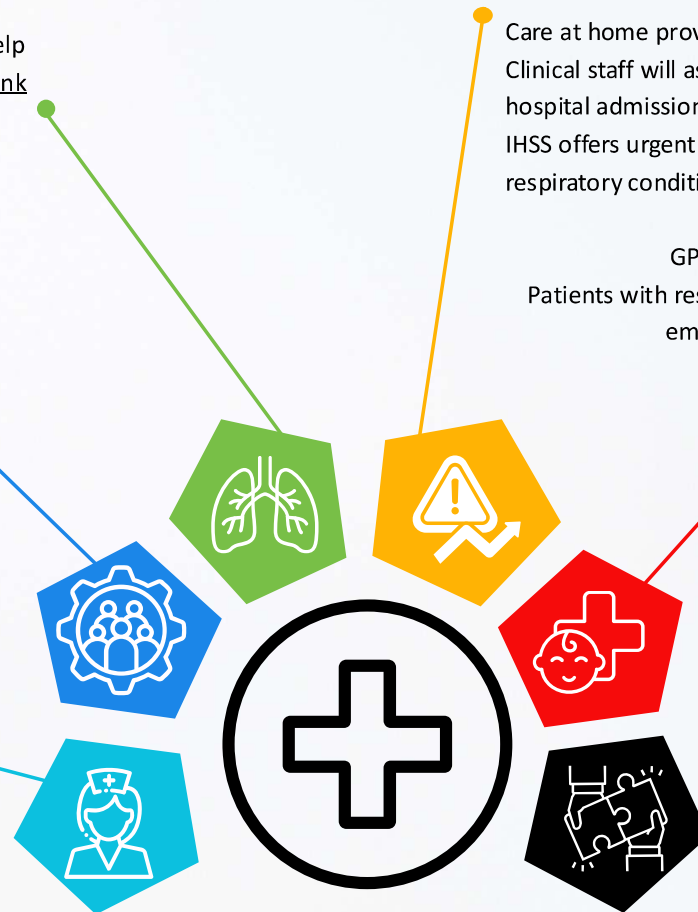 elp
nk
Care at home prov
Clinical staff will as
hospital admission
IHSS offers urgent
respiratory conditi
GP
Patients with res
em